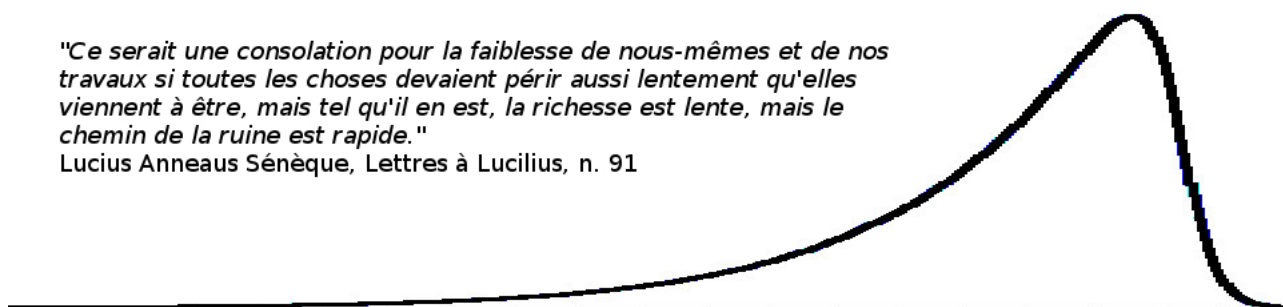 "Ce serait une consolation pour la faiblesse de nous-mêmes et de nos
travaux si toutes les choses devaient périr aussi lentement qu'elles
viennent à être, mais tel qu'il en est, la richesse est lente, mais le
chemin de la ruine est rapide."
Lucius Anneaus Sénèque, Lettres à Lucilius, n. 91